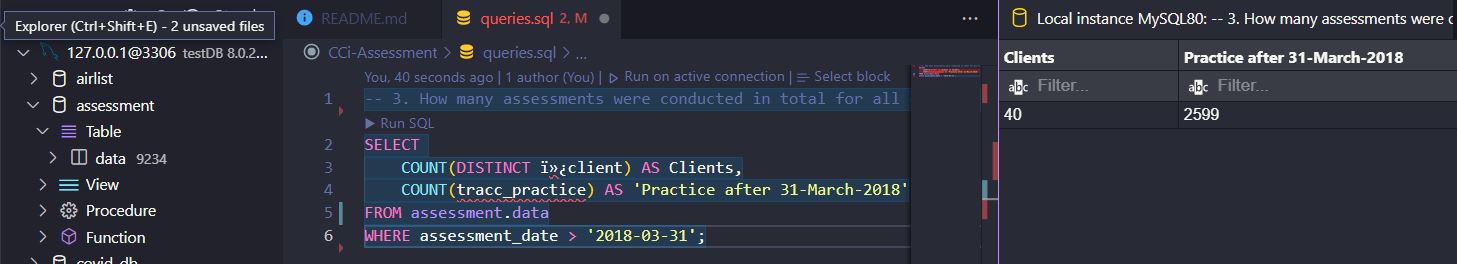 Explorer (Ctrl+Shift+E) - 2 unsaved files
127.0.0.1@3306 testDB 8.0.2...
airlist
assessment
Table
data 9234
View
Procedure
Function
README.md
queries.sql 2, M
...
CCi-Assessment > queries.sql > ...
You, 40 seconds ago | 1 author (You) | Run on active connection | Select block
1 -- 3. How many assessments were conducted in total for all
Run SQL
2 SELECT
3 COUNT(DISTINCT ï»¿client) AS Clients,
4 COUNT(tracc_practice) AS 'Practice after 31-March-2018'
5 FROM assessment.data
6 WHERE assessment_date > '2018-03-31';
Local instance MySQL80: -- 3. How many assessments were c
Clients Practice after 31-March-2018
abc Filter... abc Filter...
40 2599